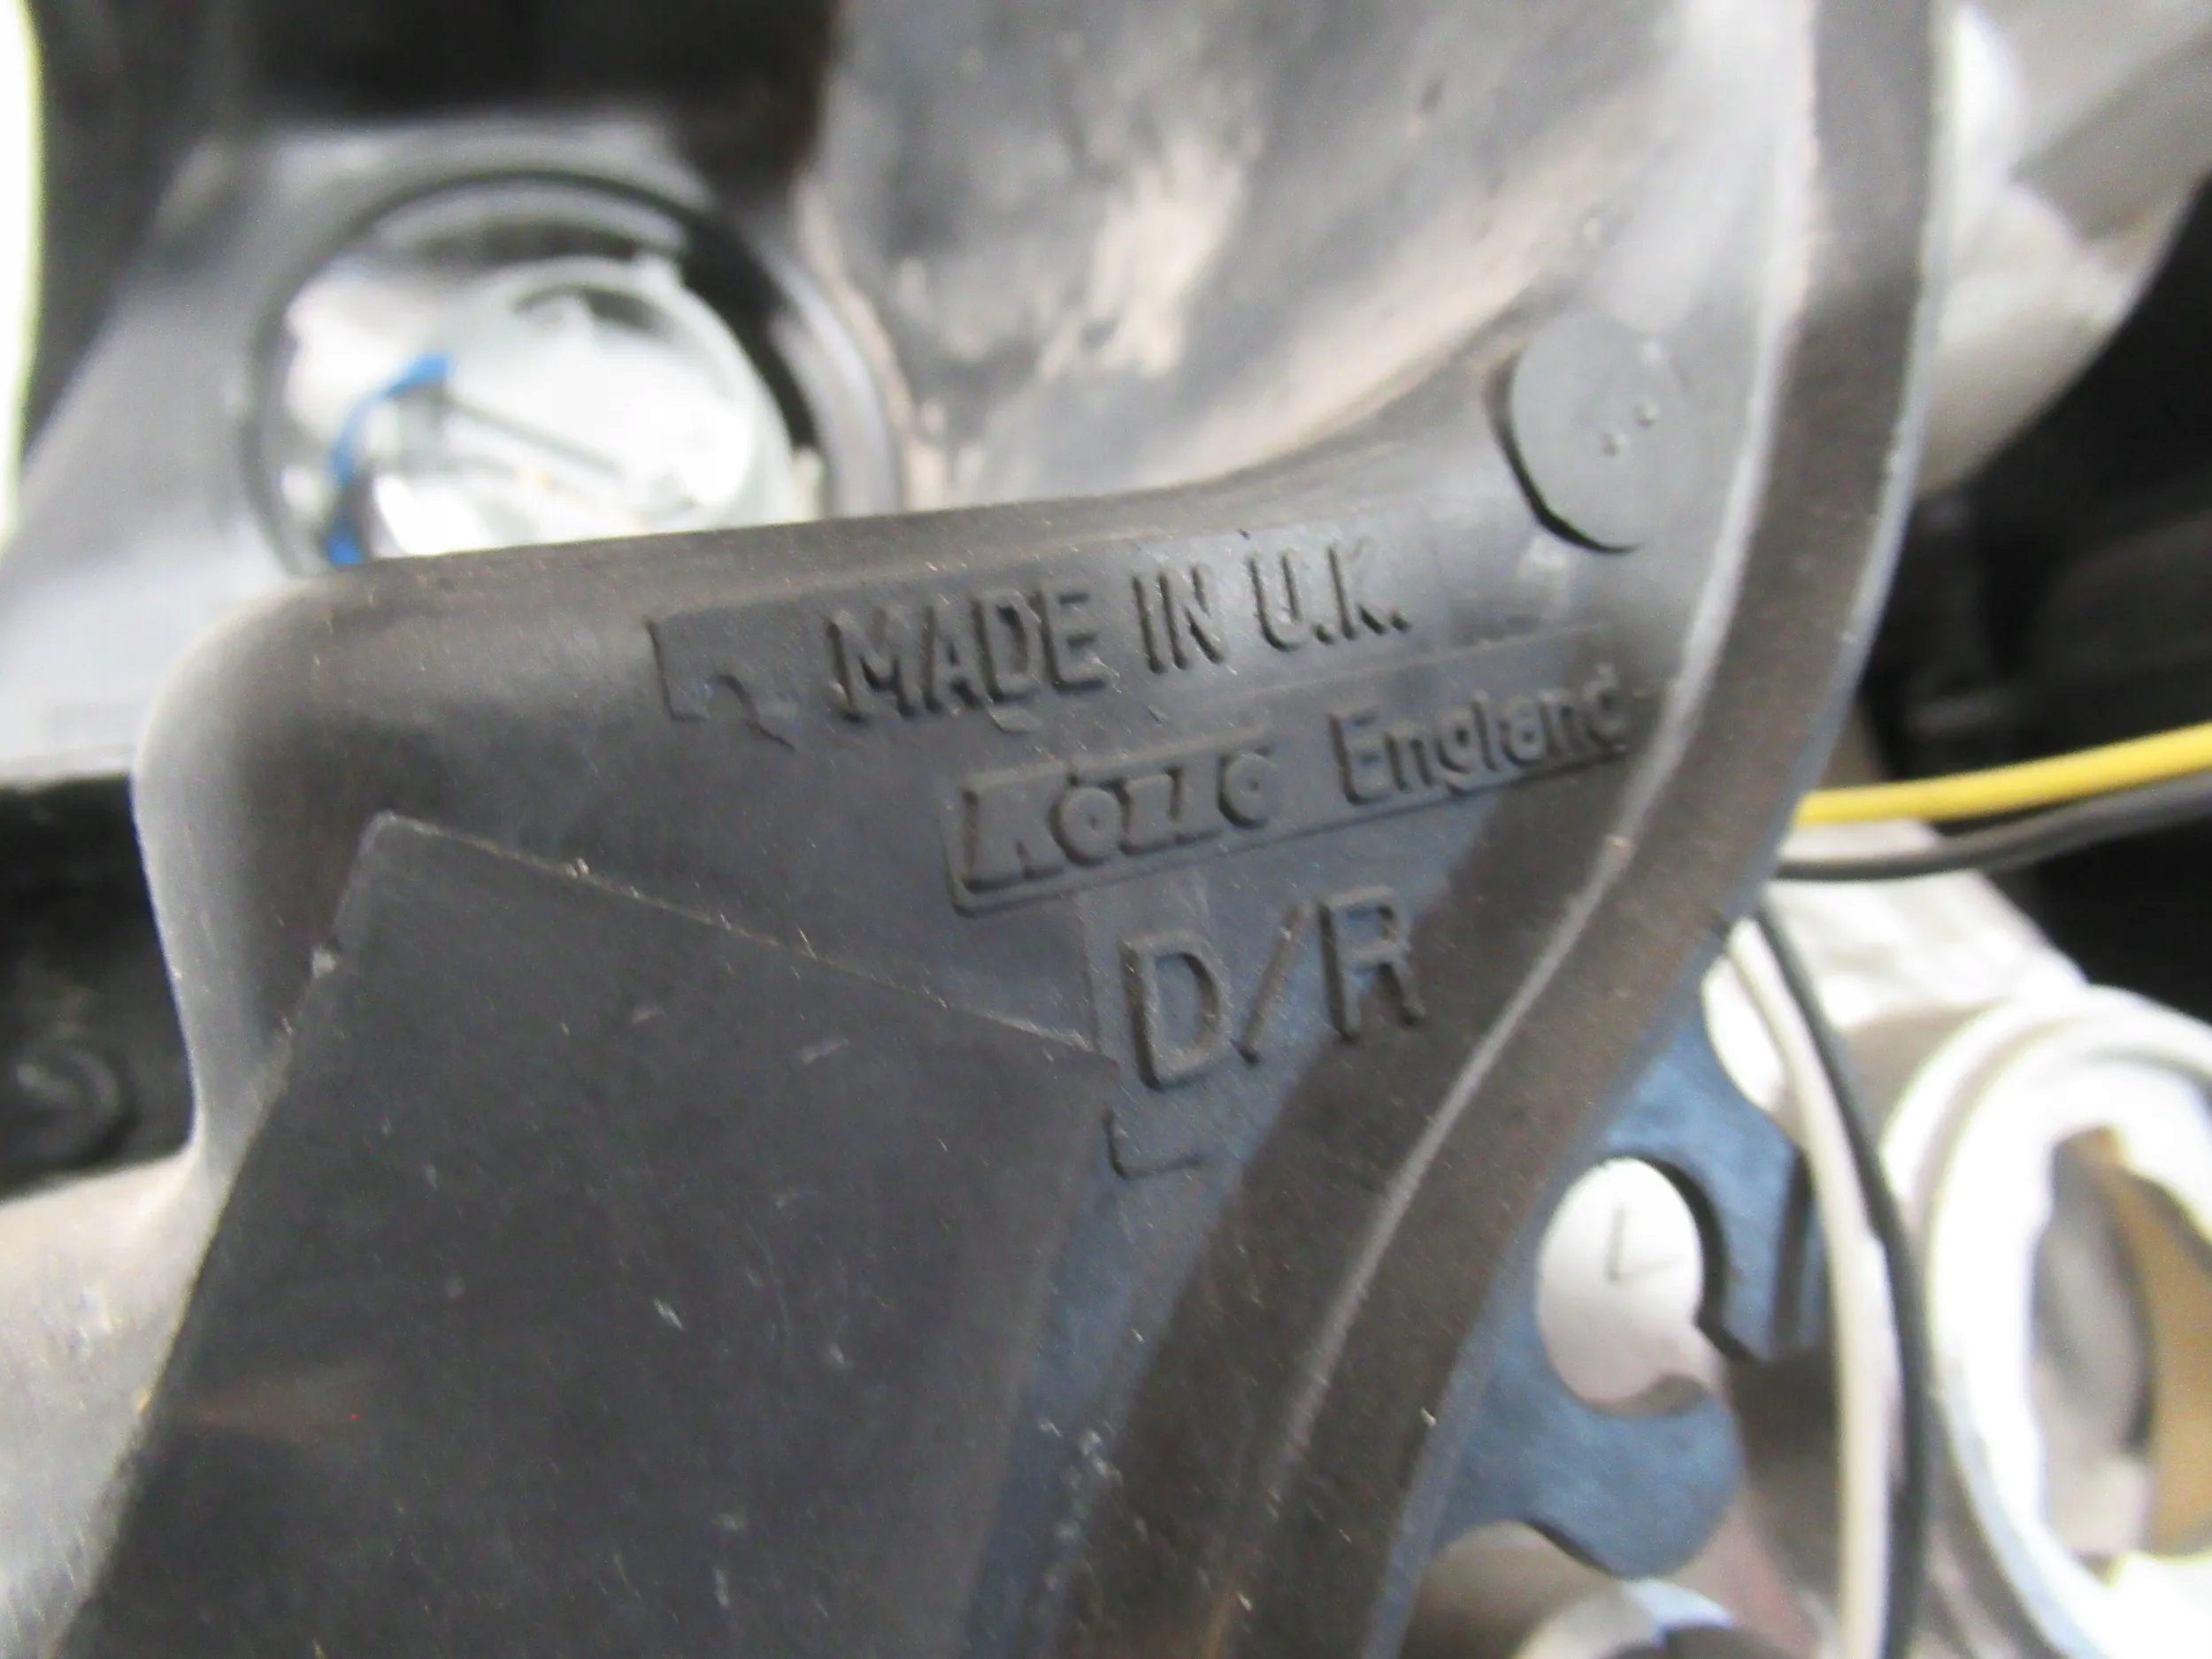 MADE IN U.K.
England
D/R